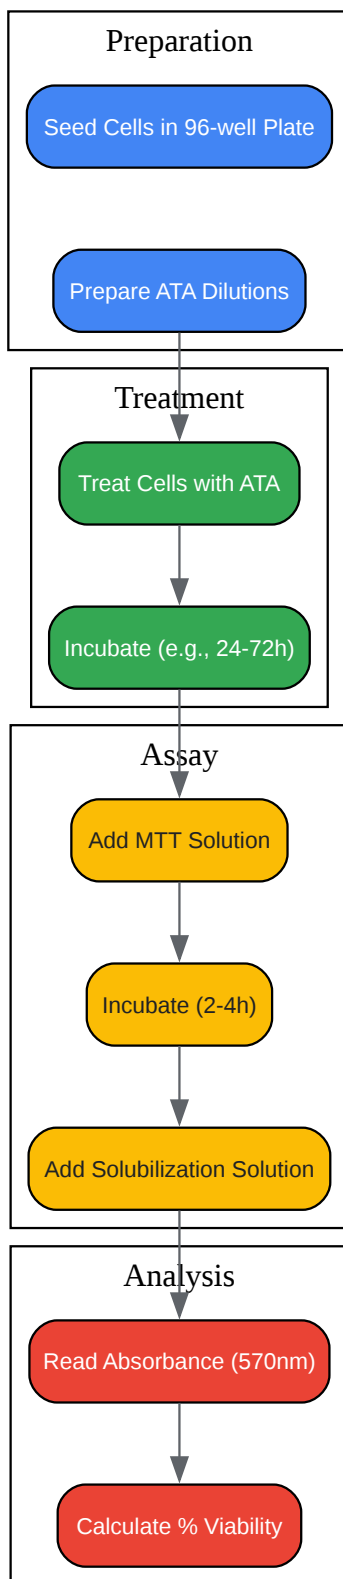 Preparation
Seed Cells in 96-well Plate
Prepare ATA Dilutions
Treatment
Treat Cells with ATA
Incubate (e.g., 24-72h)
Assay
Add MTT Solution
Incubate (2-4h)
Add Solubilization Solution
Analysis
Read Absorbance (570nm)
Calculate % Viability